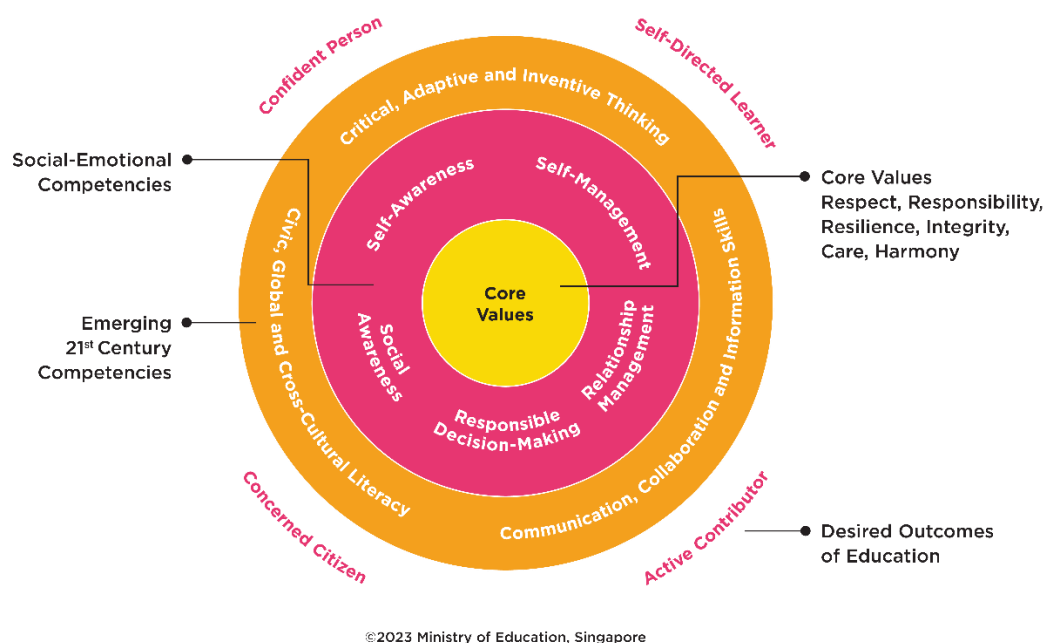 Confident Person
Self-Directed Learner
Critical, Adaptive and Inventive Thinking
Social-Emotional
Competencies
Self-Awareness
Self-Management
Core Values
Respect, Responsibility,
Resilience, Integrity,
Care, Harmony
Civic, Global and Cross-Cultural Literacy
Communication, Collaboration and Information Skills
Core
Values
Emerging
21st Century
Competencies
Social
Awareness
Relationship
Management
Responsible
Decision-Making
Concerned Citizen
Active Contributor
Desired Outcomes
of Education
©2023 Ministry of Education, Singapore